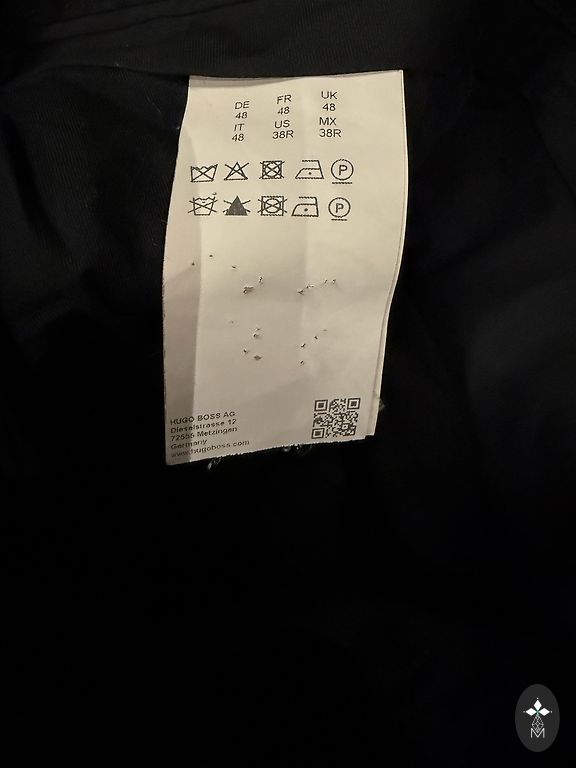 DE FR UK
48 48 48
IT US MX
48 38R 38R
P
P
HUGO BOSS AG
Dieselstrasse 12
72555 Metzingen
Germany
www.hugoboss.com
M